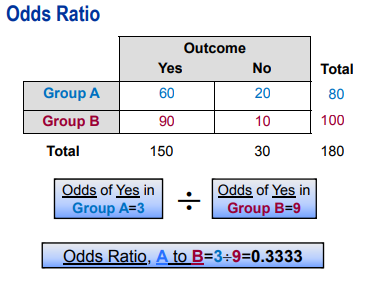 Odds Ratio
Outcome
Yes No Total
Group A 60 20 80
Group B 90 10 100
Total 150 30 180
Odds of Yes in Group A=3 ÷ Odds of Yes in Group B=9
Odds Ratio, A to B=3÷9=0.3333